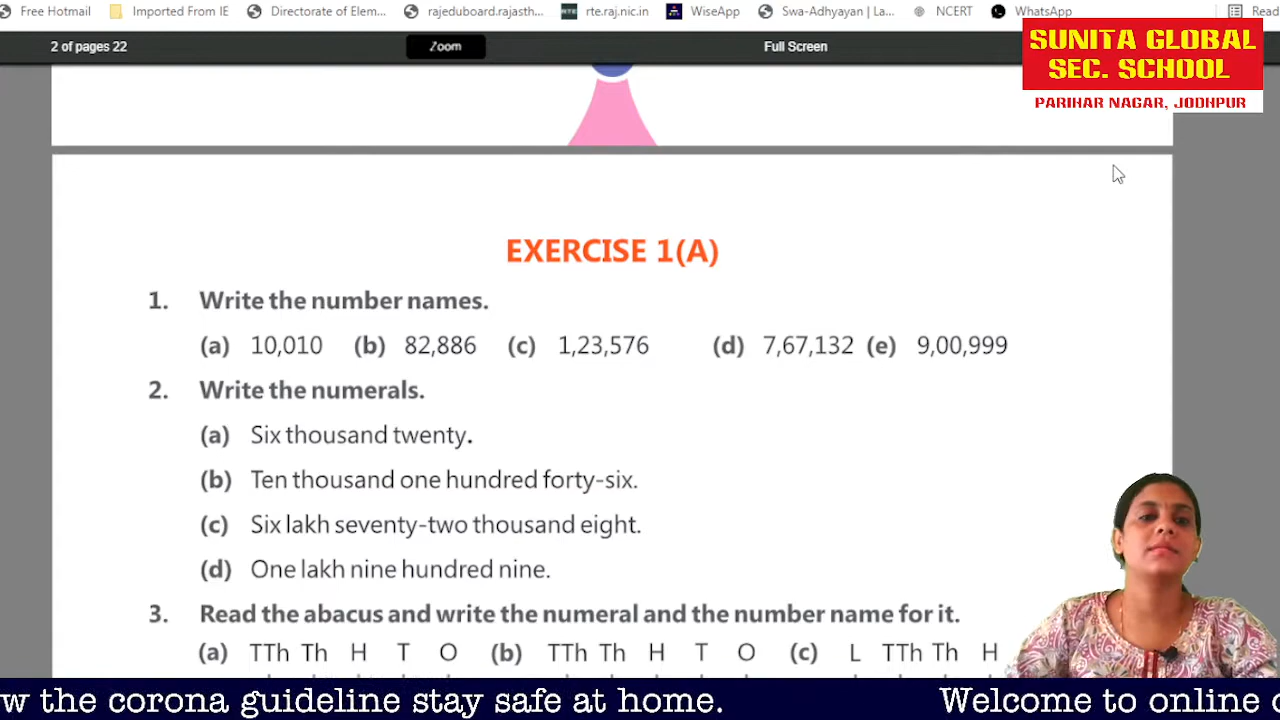 Free Hotmail Imported From IE Directorate of Elem... rajeduboard.rajasth... rte.raj.nic.in WiseApp Swa-Adhyayan | La... NCERT WhatsApp Read
2 of pages 22 Zoom Full Screen
SUNITA GLOBAL
SEC. SCHOOL
PARIHAR NAGAR, JODHPUR
EXERCISE 1(A)
1. Write the number names.
(a) 10,010 (b) 82,886 (c) 1,23,576 (d) 7,67,132 (e) 9,00,999
2. Write the numerals.
(a) Six thousand twenty.
(b) Ten thousand one hundred forty-six.
(c) Six lakh seventy-two thousand eight.
(d) One lakh nine hundred nine.
3. Read the abacus and write the numeral and the number name for it.
(a) TTh Th H T O (b) TTh Th H T O (c) L TTh Th H
w the corona guideline stay safe at home. Welcome to online c